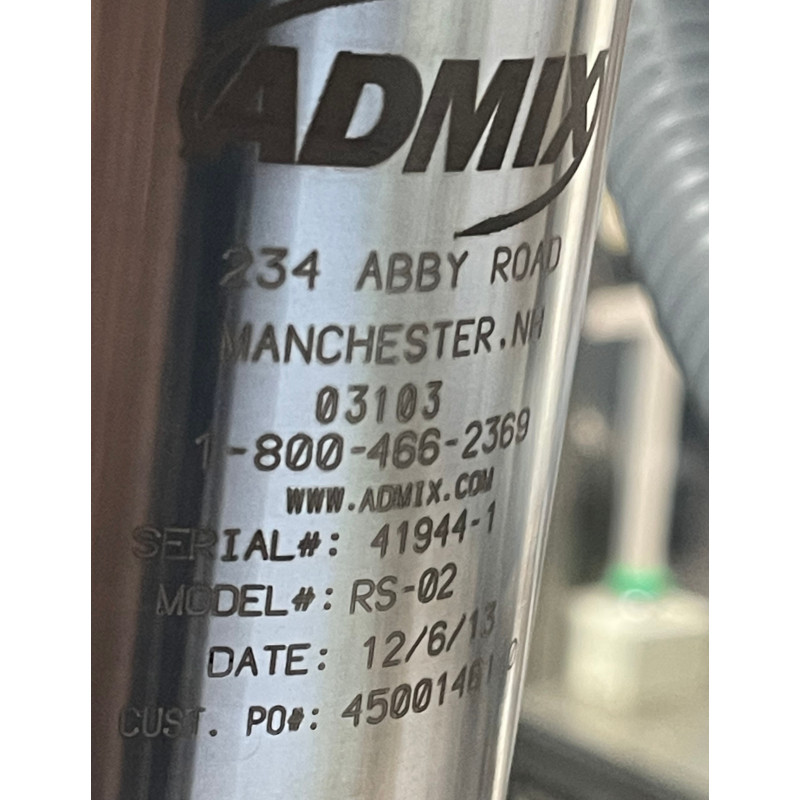 ADMIX
234 ABBY ROAD
MANCHESTER.NH
03103
1-800-466-2369
WWW.ADMIX.COM
SERIAL#: 41944-1
MODEL#: RS-02
DATE: 12/6/13
CUST. PO#: